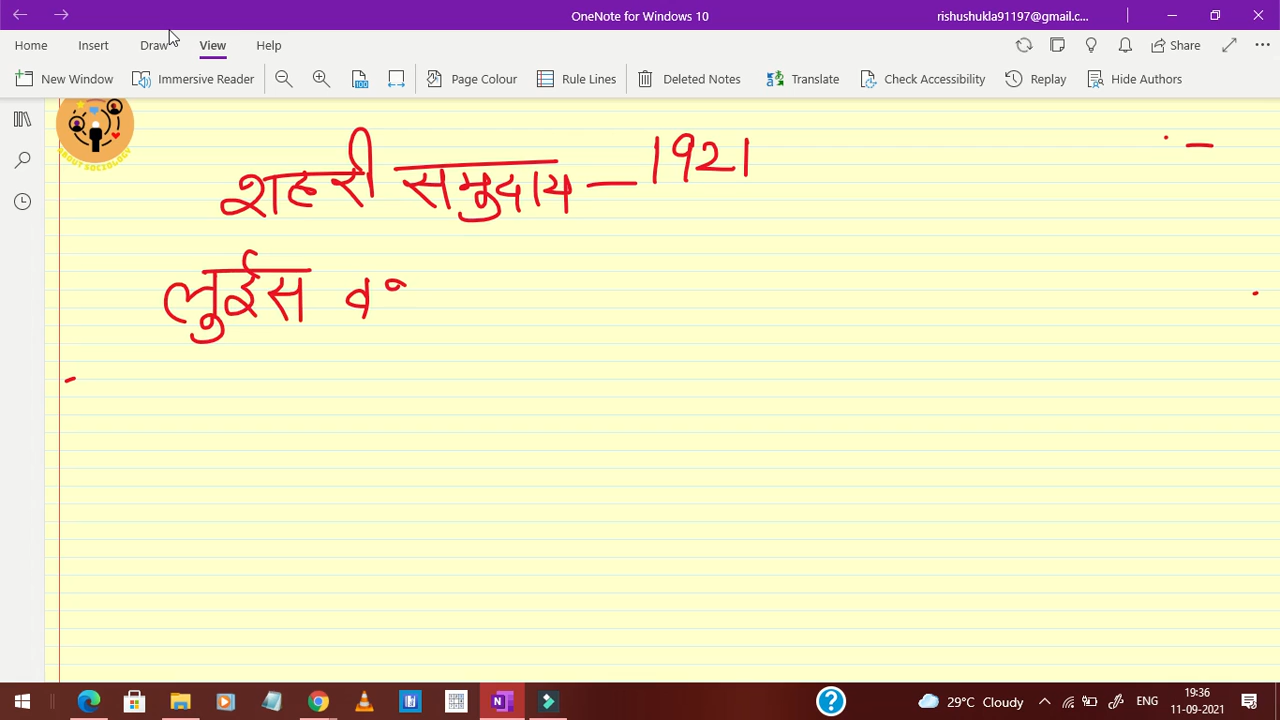 OneNote for Windows 10
rishushukla91197@gmail.c...
Home Insert Draw View Help
Share
New Window Immersive Reader Page Colour Rule Lines Deleted Notes Translate Check Accessibility Replay Hide Authors
ABOUT SOCIOLOGY
शहरी समुदाय – 1921
लुईस
29°C Cloudy ENG 19:36
11-09-2021